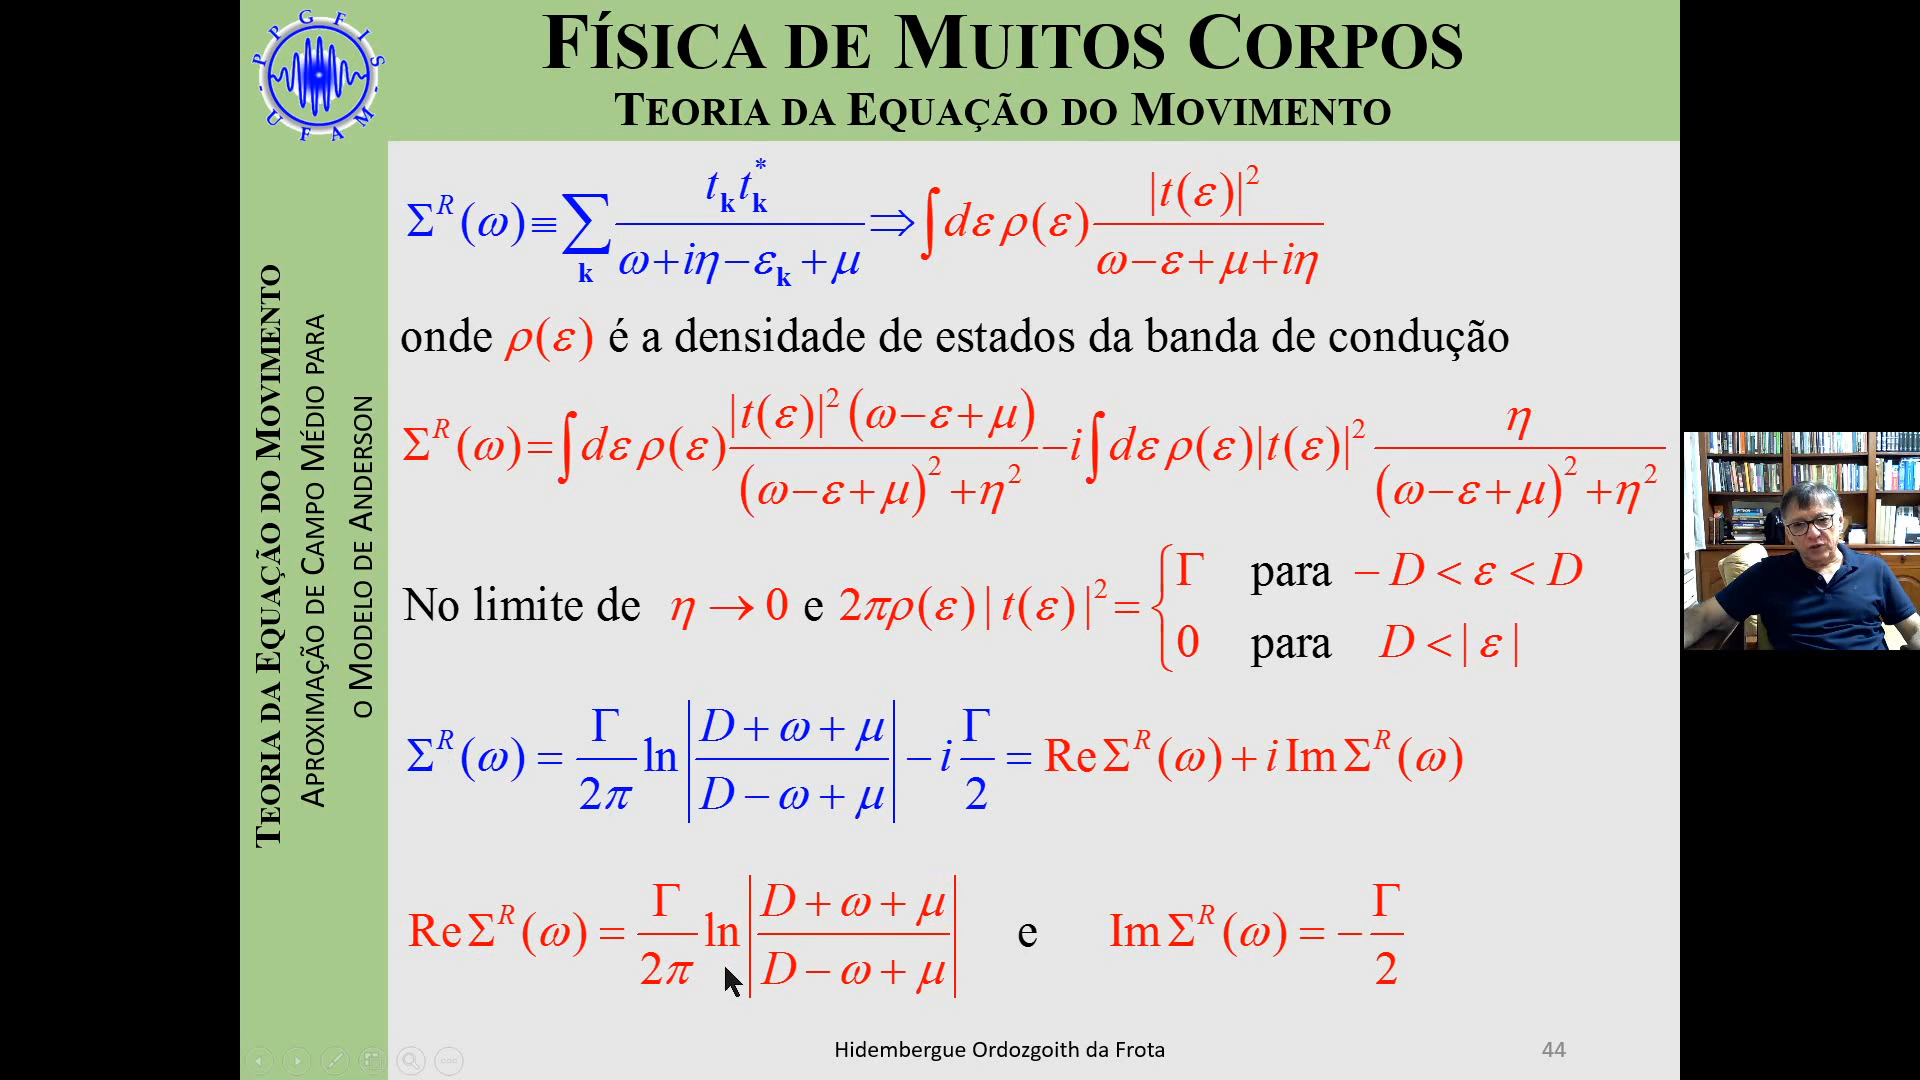 PPGFIS - UFAM -
FÍSICA DE MUITOS CORPOS
TEORIA DA EQUAÇÃO DO MOVIMENTO
TEORIA DA EQUAÇÃO DO MOVIMENTO
APROXIMAÇÃO DE CAMPO MÉDIO PARA
O MODELO DE ANDERSON
Σ^R(ω) ≡ Σ_k t_k t_k^* / (ω+iη−ε_k+μ) ⇒ ∫dε ρ(ε) |t(ε)|² / (ω−ε+μ+iη)
onde ρ(ε) é a densidade de estados da banda de condução
Σ^R(ω) = ∫dε ρ(ε) |t(ε)|² (ω−ε+μ) / ((ω−ε+μ)² + η²) − i∫dε ρ(ε)|t(ε)|² η / ((ω−ε+μ)² + η²)
No limite de η → 0 e 2πρ(ε)|t(ε)|² = { Γ para −D < ε < D
0 para D < |ε|
Σ^R(ω) = Γ/2π ln |(D+ω+μ)/(D−ω+μ)| − i Γ/2 = Re Σ^R(ω) + i Im Σ^R(ω)
Re Σ^R(ω) = Γ/2π ln |(D+ω+μ)/(D−ω+μ)| e Im Σ^R(ω) = −Γ/2
Hidembergue Ordozgoith da Frota
44